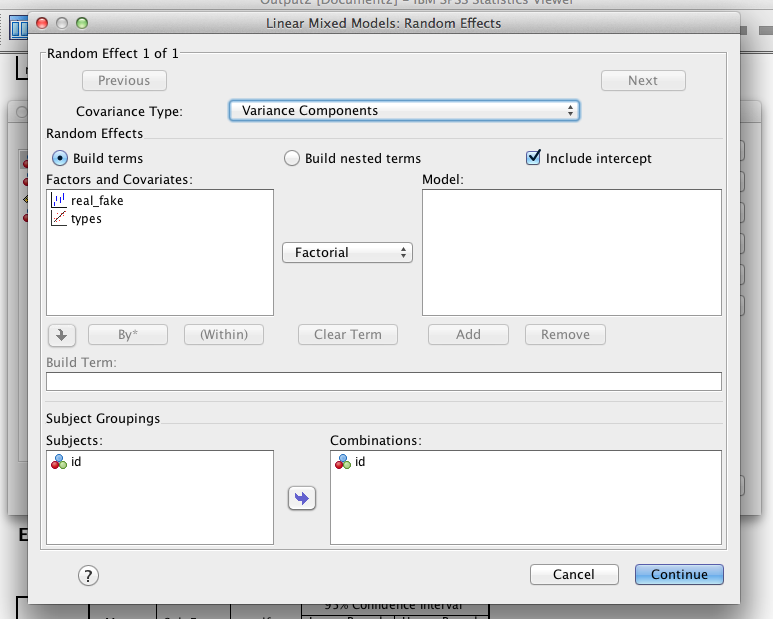 Output2 [Document2] – IBM SPSS Statistics Viewer
Linear Mixed Models: Random Effects
Random Effect 1 of 1
Previous
Next
Covariance Type:
Variance Components
Random Effects
Build terms
Build nested terms
Include intercept
Factors and Covariates:
Model:
real_fake
types
Factorial
By*
(Within)
Clear Term
Add
Remove
Build Term:
Subject Groupings
Subjects:
Combinations:
id
id
?
Cancel
Continue
95% Confidence Interval